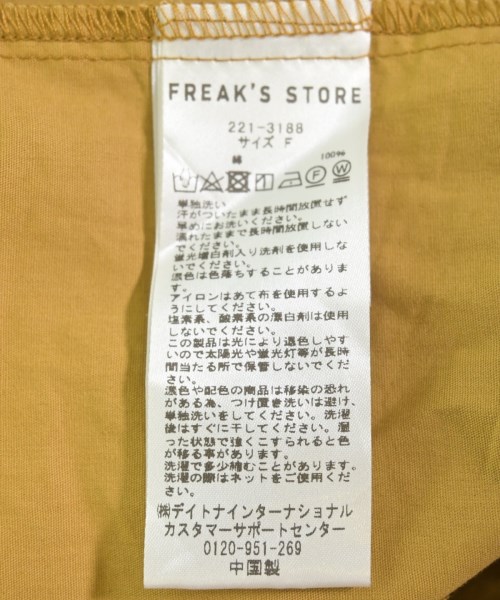 FREAK'S STORE
221-3188
サイズ F
綿 100%
単独洗い
汗がついたまま長時間放置せず
早めにお洗いください。
濡れたままで長時間放置しない
でください。
蛍光増白剤入り洗剤を使用しな
いでください。
濃色は色落ちすることがありま
す。
アイロンはあて布を使用するよ
うにしてください。
塩素系、酸素系の漂白剤は使用
しないでください。
この製品は光により退色しやす
いので太陽光や蛍光灯等が長時
間当たる所で保管しないでくださ
い。
濃色や配色の商品は移染の恐れ
がある為、つけ置き洗いは避け、
単独洗いをしてください。洗濯
後はすぐに干してください。湿
った状態で強くこすられると色
が移る事があります。
洗濯で多少縮むことがあります。
洗濯の際はネットをご使用くだ
さい。
㈱デイトナインターナショナル
カスタマーサポートセンター
0120-951-269
中国製